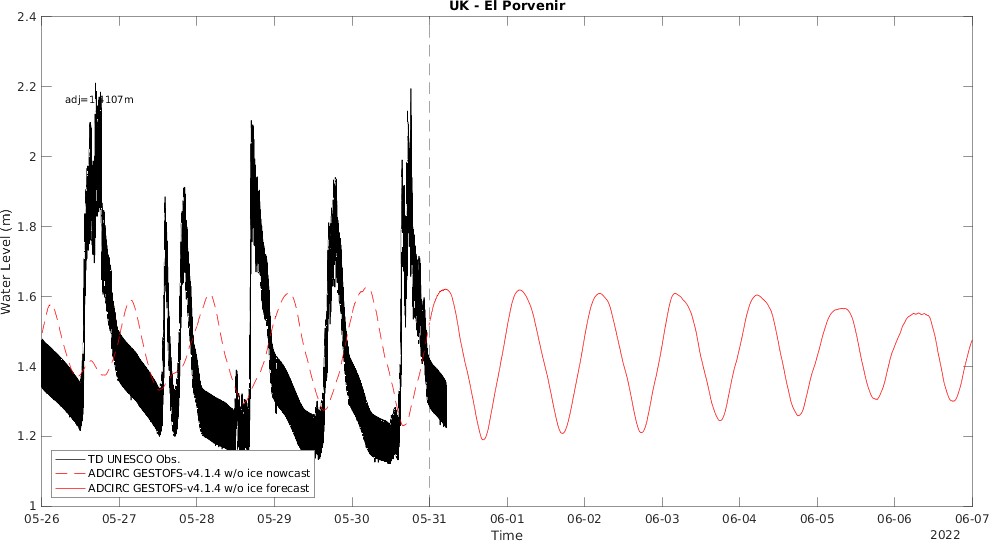 UK - El Porvenir
2.4
2.2
2
1.8
1.6
1.4
1.2
1
Water Level (m)
TD UNESCO Obs.
ADCIRC GESTOFS-v4.1.4 w/o ice nowcast
ADCIRC GESTOFS-v4.1.4 w/o ice forecast
05-26 05-27 05-28 05-29 05-30 05-31 06-01 06-02 06-03 06-04 06-05 06-06 06-07
Time
2022